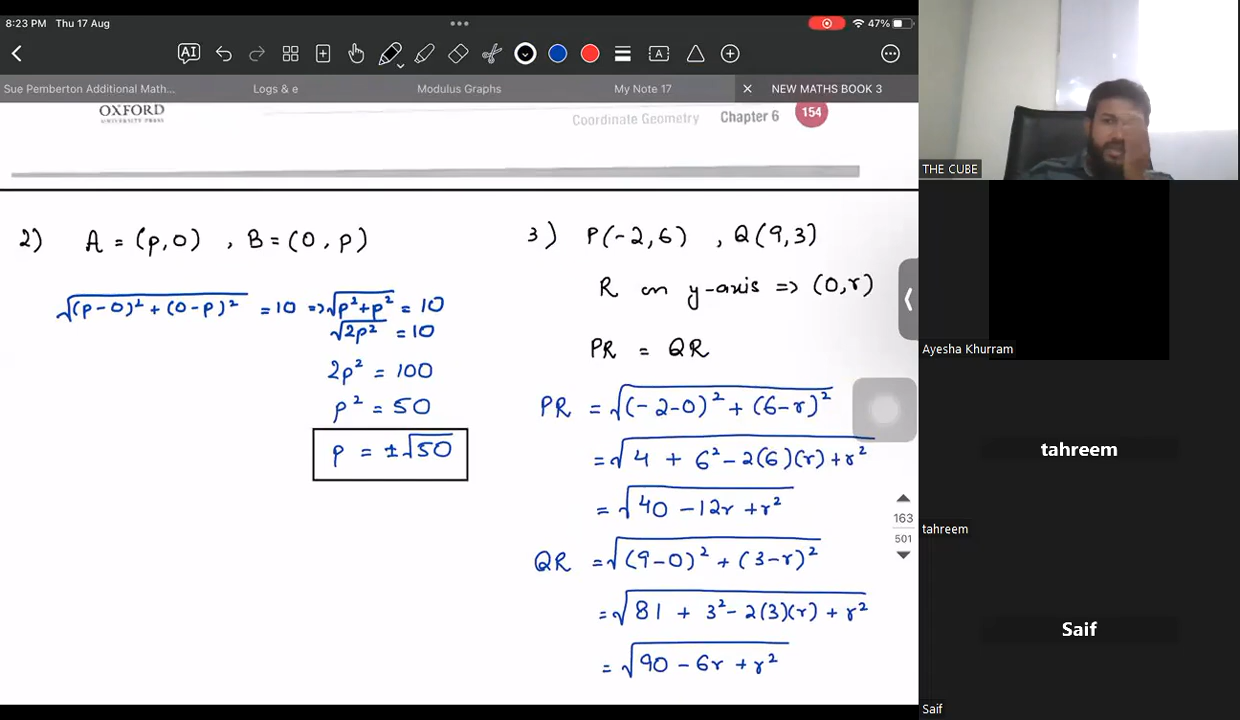 8:23 PM Thu 17 Aug
47%
Sue Pemberton Additional Math...
Logs & e
Modulus Graphs
My Note 17
NEW MATHS BOOK 3
OXFORD
UNIVERSITY PRESS
Coordinate Geometry Chapter 6 154
2) A = (p,0) , B = (0, p)
√((p-0)² + (0-p)²) = 10 => √(p²+p²) = 10
√(2p²) = 10
2p² = 100
p² = 50
p = ±√50
3) P(-2,6) , Q(9,3)
R on y-axis => (0,r)
PR = QR
PR = √((-2-0)² + (6-r)²)
= √(4 + 6² - 2(6)(r) + r²)
= √(40 - 12r + r²)
QR = √((9-0)² + (3-r)²)
= √(81 + 3² - 2(3)(r) + r²)
= √(90 - 6r + r²)
163
501
THE CUBE
Ayesha Khurram
tahreem
tahreem
Saif
Saif